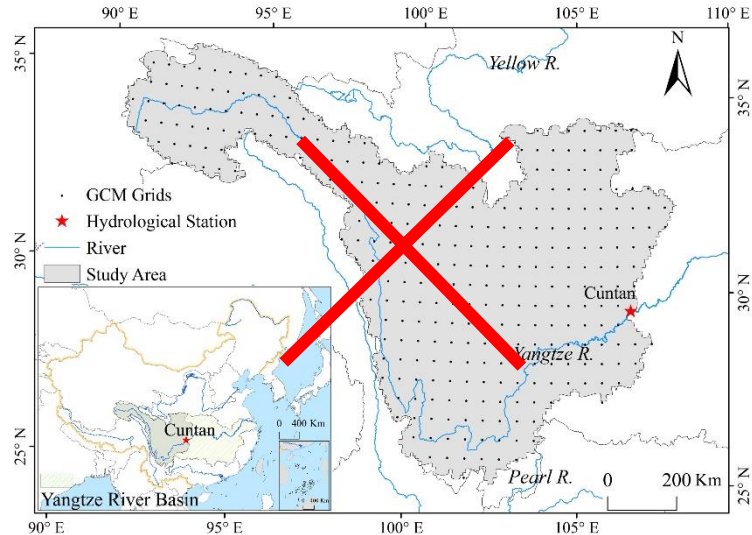 90° E
95° E
100° E
105° E
110° E
35° N
30° N
25° N
35° N
30° N
25° N
N
Yellow R.
GCM Grids
Hydrological Station
River
Study Area
Cuntan
Yangtze R.
Cuntan
0 400 Km
Yangtze River Basin
Pearl R.
0 200 Km
90° E
95° E
100° E
105° E